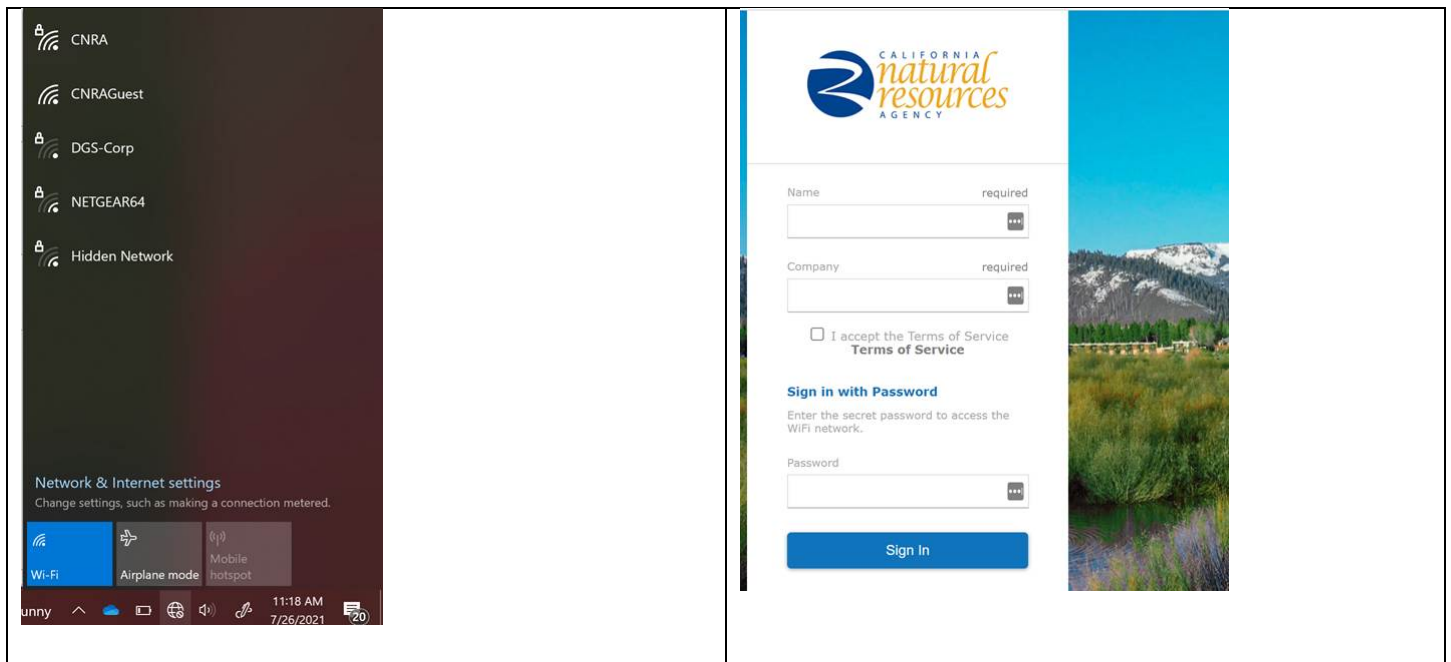 CNRA
CNRAGuest
DGS-Corp
NETGEAR64
Hidden Network
Network & Internet settings
Change settings, such as making a connection metered.
Wi-Fi
Airplane mode
Mobile
hotspot
unny
11:18 AM
7/26/2021
20
CALIFORNIA
natural
resources
AGENCY
Name required
Company required
I accept the Terms of Service
Terms of Service
Sign in with Password
Enter the secret password to access the
WiFi network.
Password
Sign In